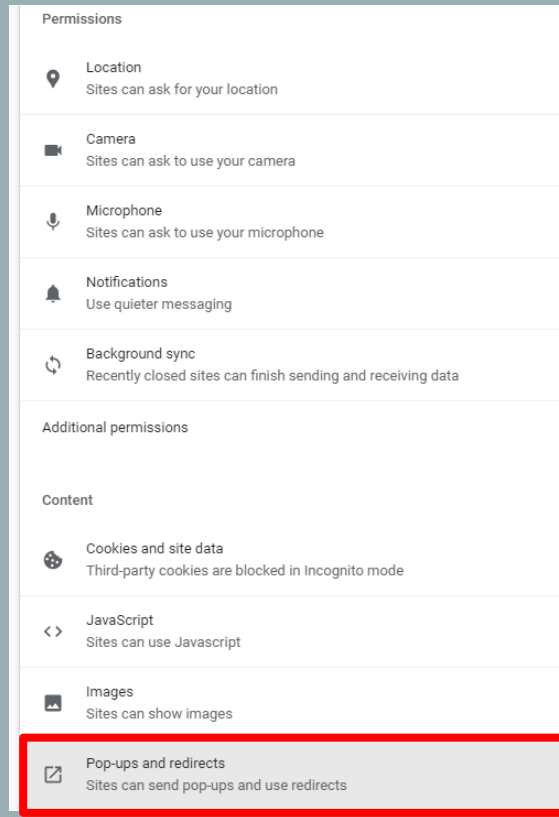 Permissions
Location
Sites can ask for your location
Camera
Sites can ask to use your camera
Microphone
Sites can ask to use your microphone
Notifications
Use quieter messaging
Background sync
Recently closed sites can finish sending and receiving data
Additional permissions
Content
Cookies and site data
Third-party cookies are blocked in Incognito mode
JavaScript
Sites can use Javascript
Images
Sites can show images
Pop-ups and redirects
Sites can send pop-ups and use redirects